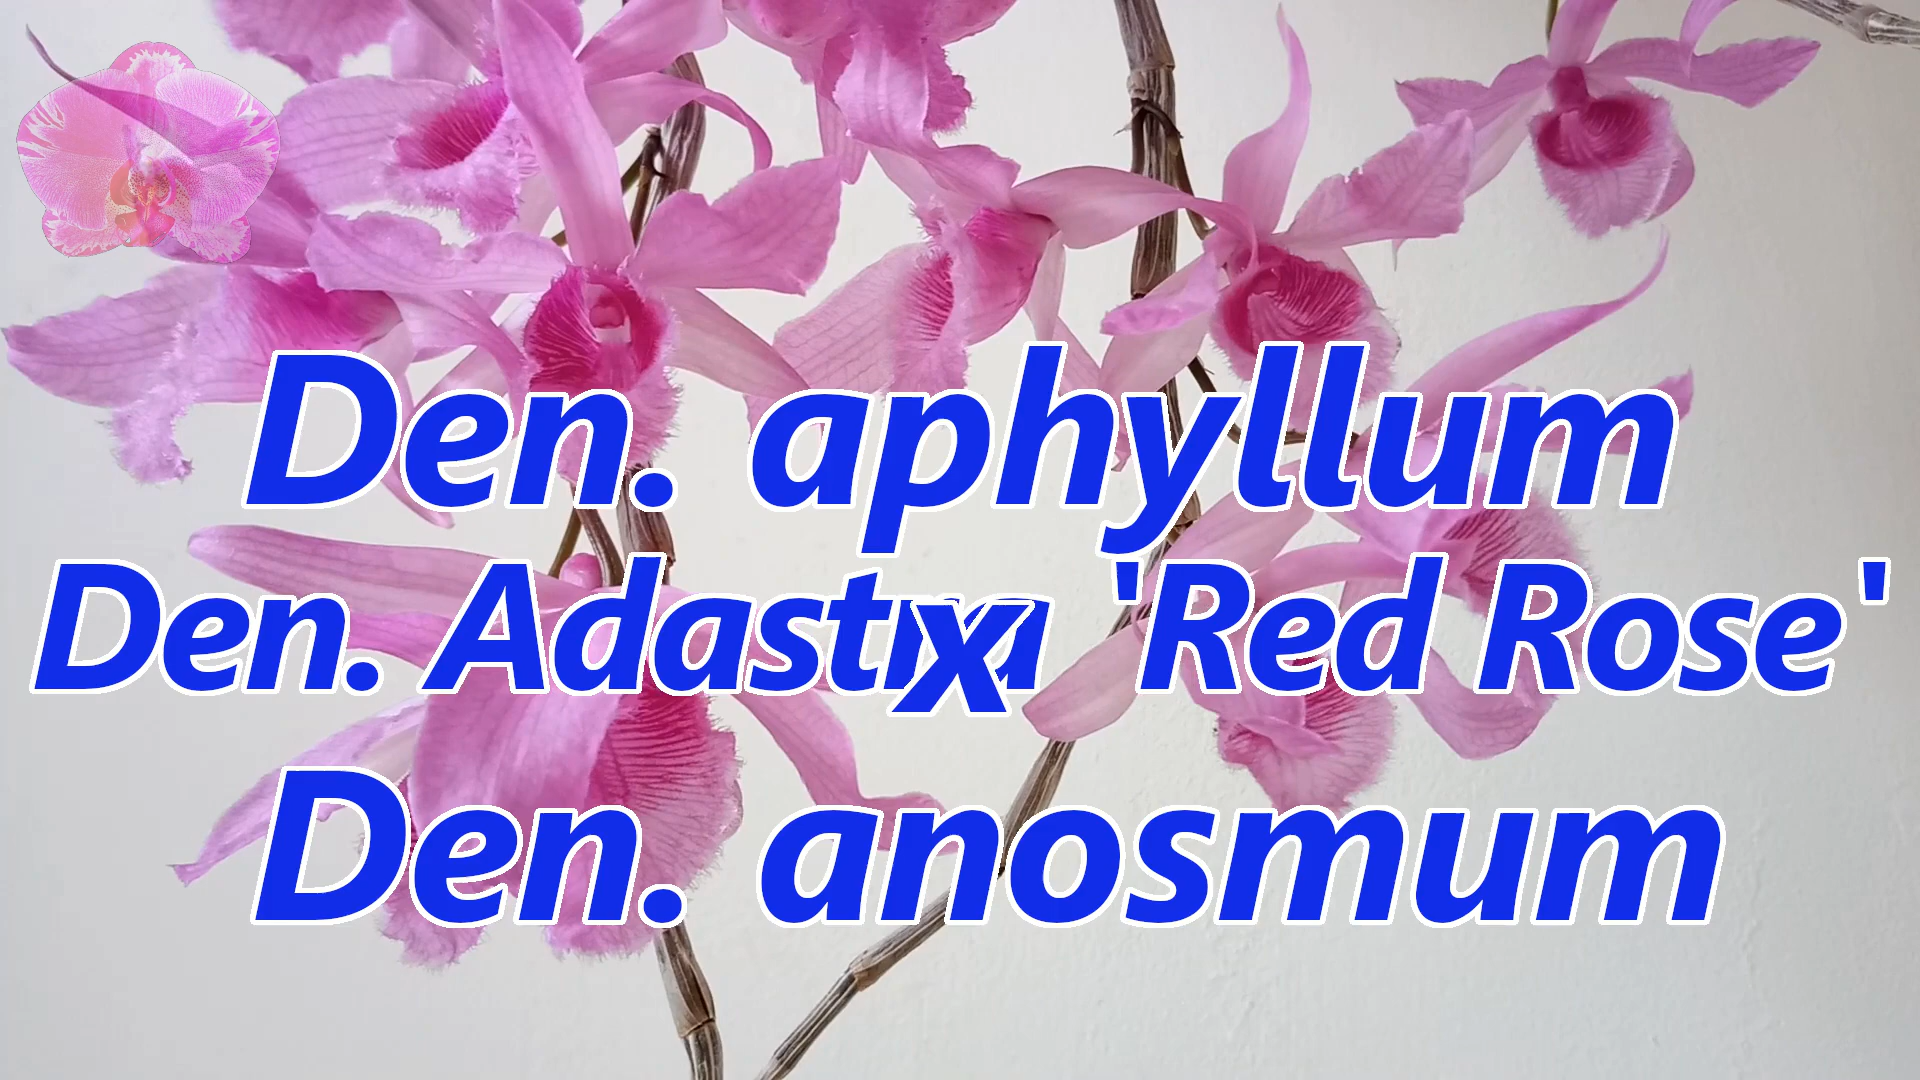 Den. aphyllum
Den. Adastra 'Red Rose'
x
Den. anosmum